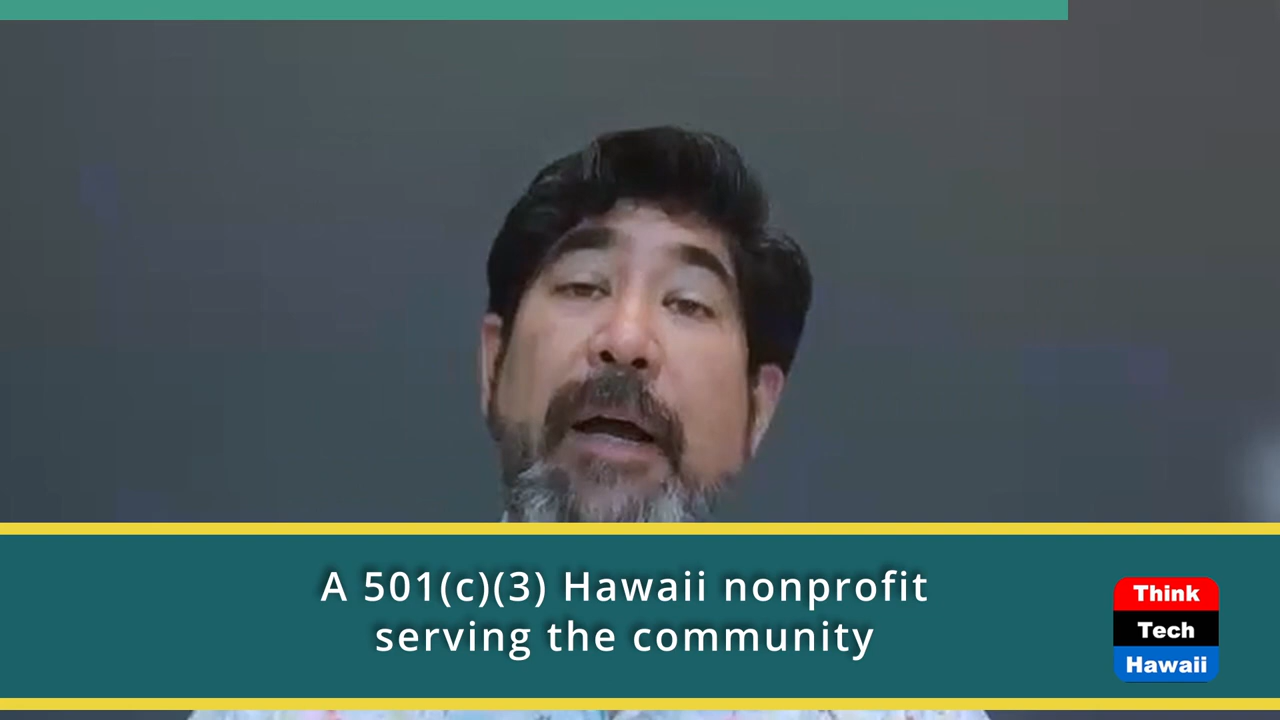 A 501(c)(3) Hawaii nonprofit
serving the community
Think
Tech
Hawaii